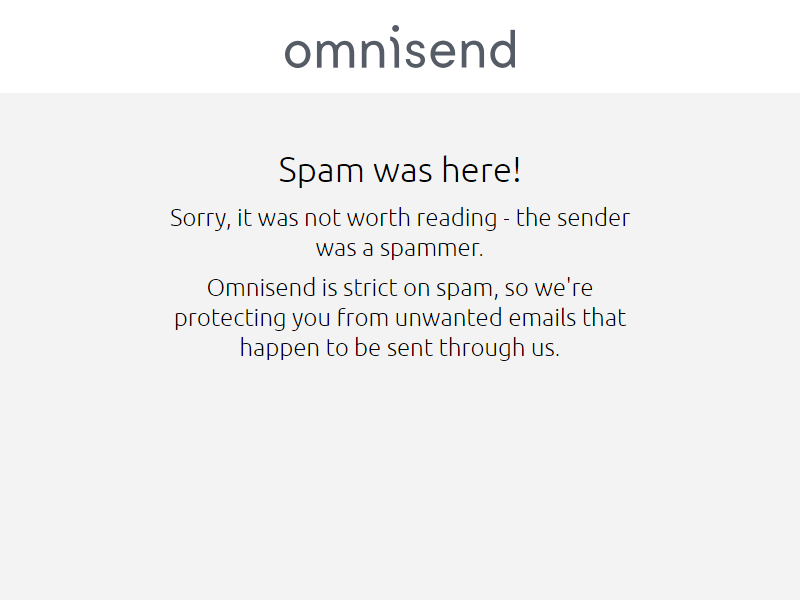 omnisend
Spam was here!
Sorry, it was not worth reading - the sender
was a spammer.
Omnisend is strict on spam, so we're
protecting you from unwanted emails that
happen to be sent through us.